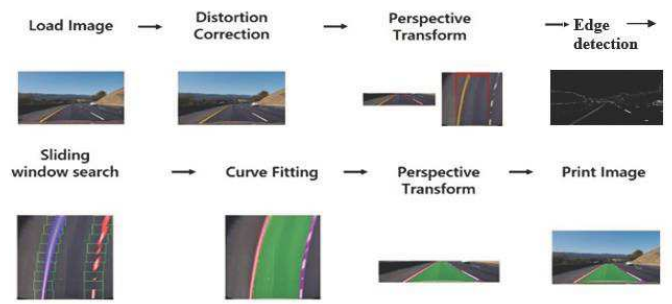 Load Image
Distortion
Correction
Perspective
Transform
Edge
detection
Sliding
window search
Curve Fitting
Perspective
Transform
Print Image